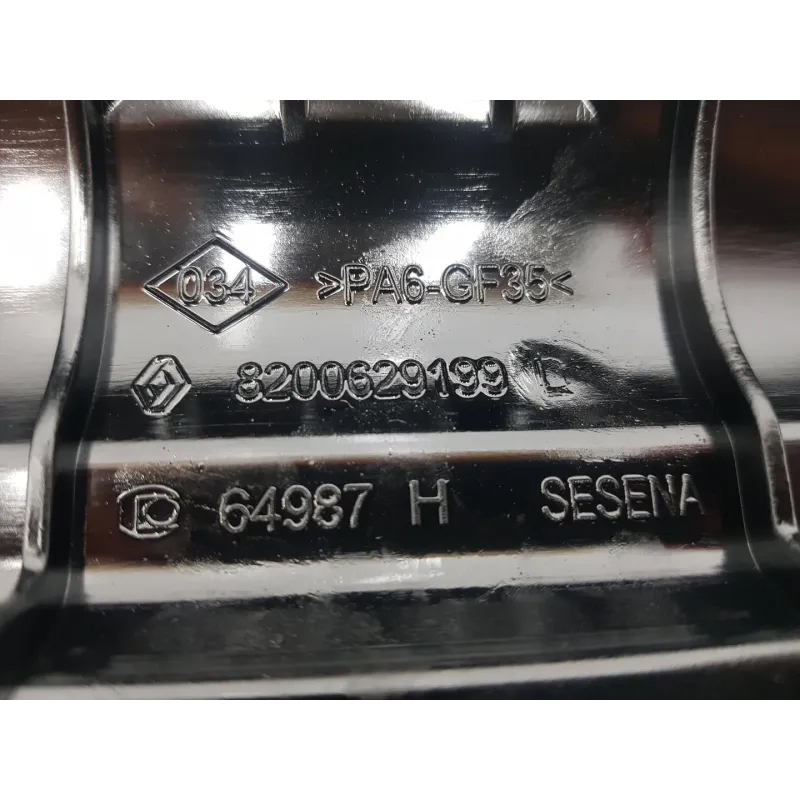 034 >PA6-GF35<
8200629199 L
64987 H SESENA